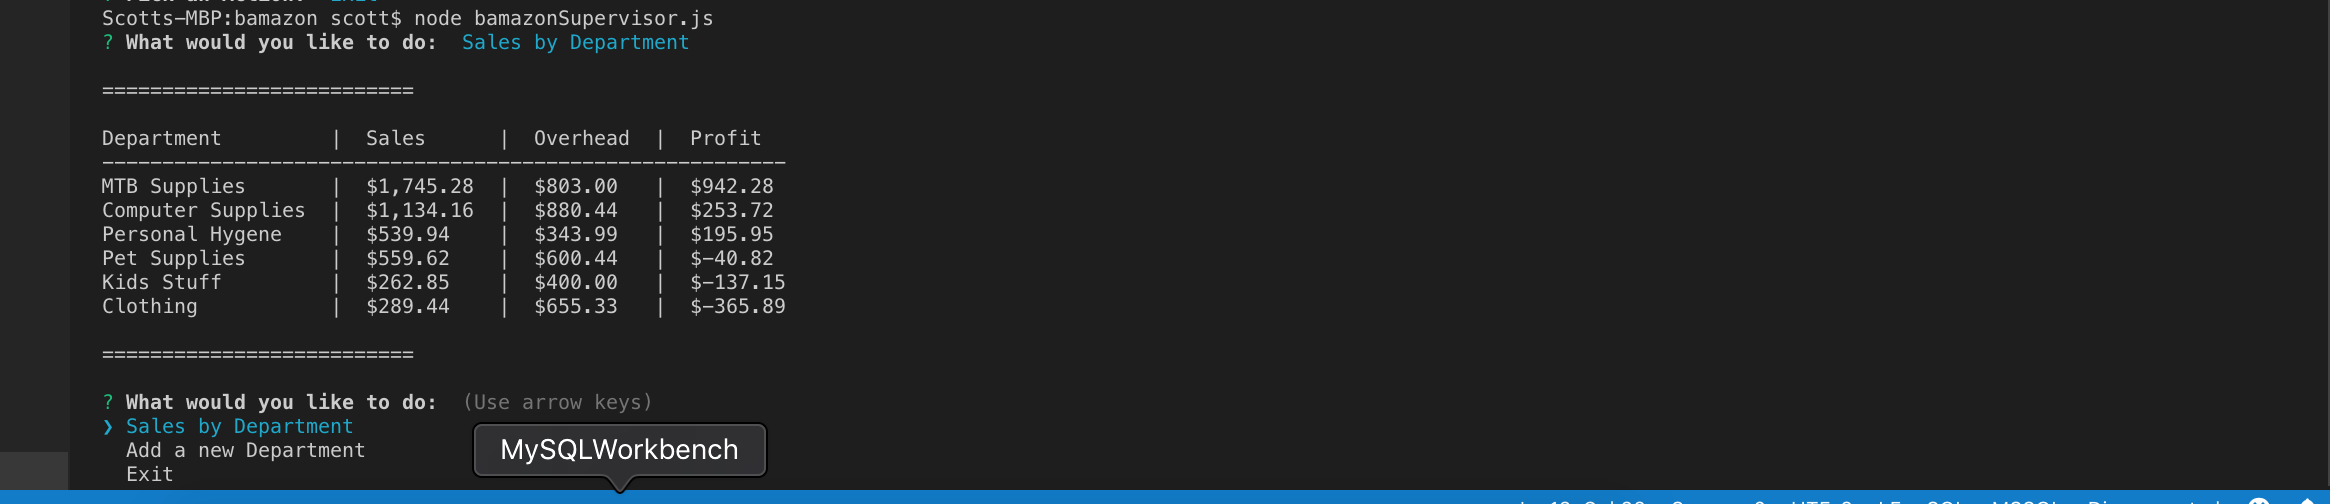 Scotts-MBP:bamazon scott$ node bamazonSupervisor.js
? What would you like to do:  Sales by Department
==========================
Department         |  Sales      |  Overhead  |  Profit
---------------------------------------------------------
MTB Supplies       |  $1,745.28  |  $803.00   |  $942.28
Computer Supplies  |  $1,134.16  |  $880.44   |  $253.72
Personal Hygene    |  $539.94    |  $343.99   |  $195.95
Pet Supplies       |  $559.62    |  $600.44   |  $-40.82
Kids Stuff         |  $262.85    |  $400.00   |  $-137.15
Clothing           |  $289.44    |  $655.33   |  $-365.89
==========================
? What would you like to do:  (Use arrow keys)
❯ Sales by Department
Add a new Department
Exit
MySQLWorkbench